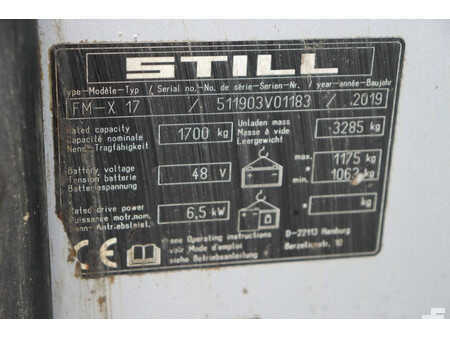 STILL
Type-Modèle-Typ / Serial no.-No. de série-Serien-Nr. / year-année-Baujahr
FM-X 17 / 511903V01183 / 2019
Rated capacity
Capacité nominale
Nenn-Tragfähigkeit
1700 kg
Unladen mass
Masse à vide
Leergewicht
3285 kg
Battery voltage
Tension batterie
Batteriespannung
48 V
max. 1175 kg
min. 1063 kg
Rated drive power
Puissance motr.nom.
Nenn-Antriebsleist.
6,5 kW
* kg
CE
see Operating instructions
voir Mode d'emploi
siehe Betriebsanleitung
D-22113 Hamburg
Berzeliusstr. 10